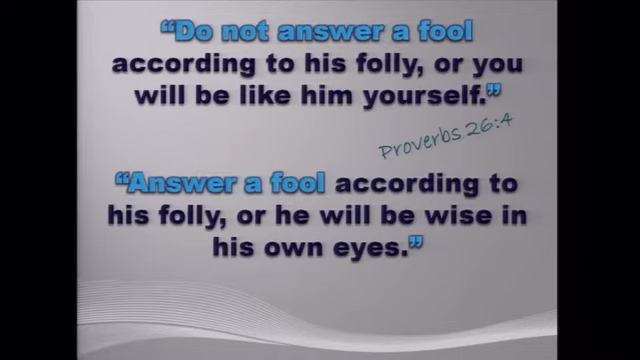 “Do not answer a fool
according to his folly, or you
will be like him yourself.”
Proverbs 26:4
“Answer a fool according to
his folly, or he will be wise in
his own eyes.”